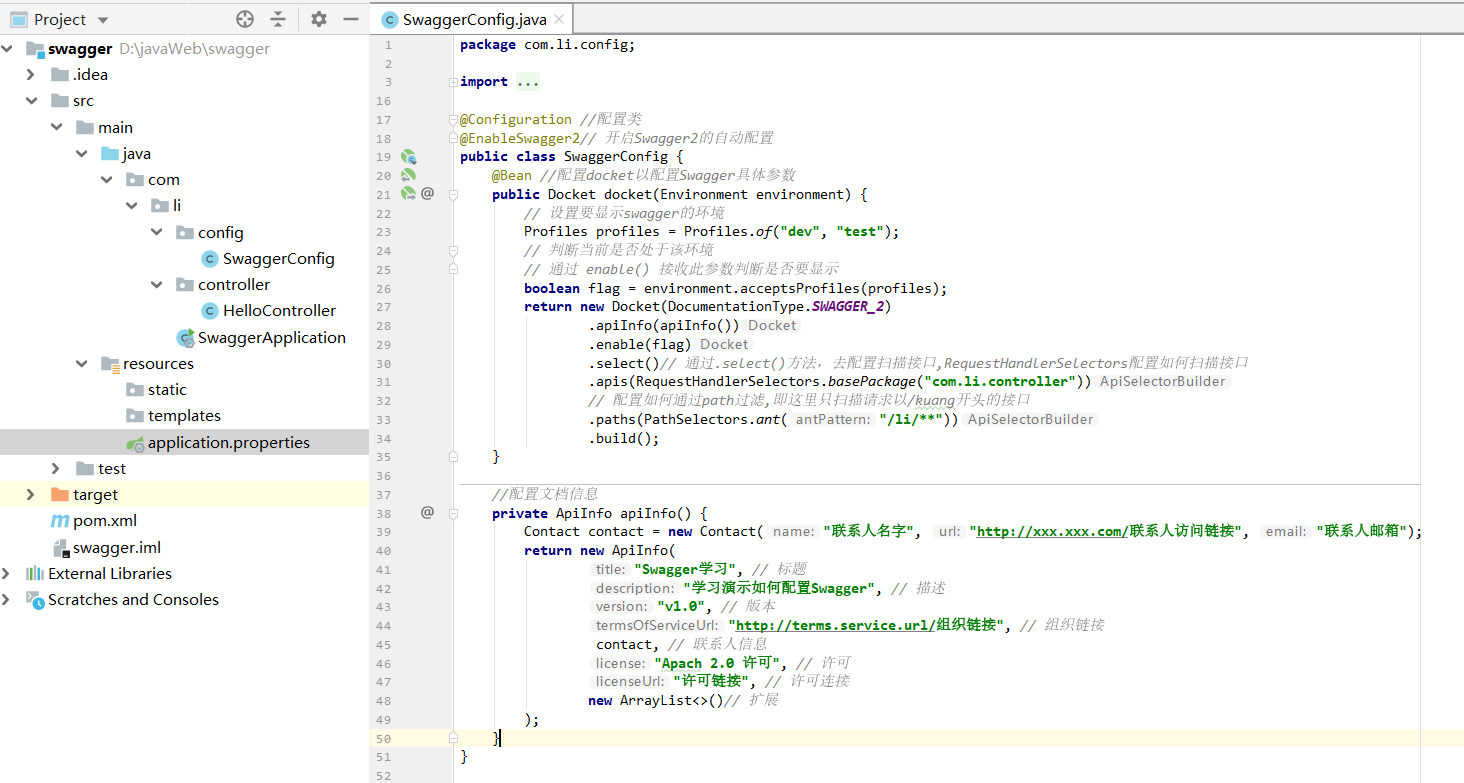 Project
swagger D:\javaWeb\swagger
.idea
src
main
java
com
li
config
SwaggerConfig
controller
HelloController
SwaggerApplication
resources
static
templates
application.properties
test
target
pom.xml
swagger.iml
External Libraries
Scratches and Consoles
SwaggerConfig.java
1 package com.li.config;
2
3 import ...
16
17 @Configuration //配置类
18 @EnableSwagger2// 开启Swagger2的自动配置
19 public class SwaggerConfig {
20 @Bean //配置docket以配置Swagger具体参数
21 @ public Docket docket(Environment environment) {
22 // 设置要显示swagger的环境
23 Profiles profiles = Profiles.of("dev", "test");
24 // 判断当前是否处于该环境
25 // 通过 enable() 接收此参数判断是否要显示
26 boolean flag = environment.acceptsProfiles(profiles);
27 return new Docket(DocumentationType.SWAGGER_2)
28 .apiInfo(apiInfo()) Docket
29 .enable(flag) Docket
30 .select()// 通过.select()方法，去配置扫描接口,RequestHandlerSelectors配置如何扫描接口
31 .apis(RequestHandlerSelectors.basePackage("com.li.controller")) ApiSelectorBuilder
32 // 配置如何通过path过滤,即这里只扫描请求以/kuang开头的接口
33 .paths(PathSelectors.ant( antPattern: "/li/**")) ApiSelectorBuilder
34 .build();
35 }
36
37 //配置文档信息
38 @ private ApiInfo apiInfo() {
39 Contact contact = new Contact( name: "联系人名字", url: "http://xxx.xxx.com/联系人访问链接", email: "联系人邮箱");
40 return new ApiInfo(
41 title: "Swagger学习", // 标题
42 description: "学习演示如何配置Swagger", // 描述
43 version: "v1.0", // 版本
44 termsOfServiceUrl: "http://terms.service.url/组织链接", // 组织链接
45 contact, // 联系人信息
46 license: "Apach 2.0 许可", // 许可
47 licenseUrl: "许可链接", // 许可连接
48 new ArrayList<>()// 扩展
49 );
50 }
51 }
52